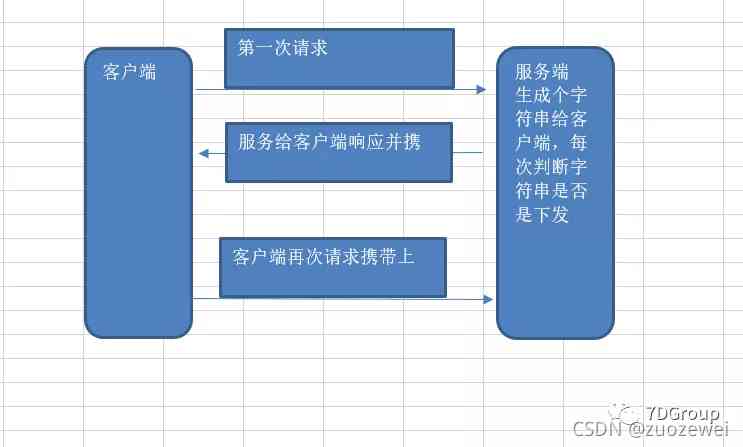 客户端
第一次请求
服务给客户端响应并携
客户端再次请求携带上
服务端
生成个字
符串给客
户端，每
次判断字
符串是否
是下发
7DGroup
CSDN @zuozewei